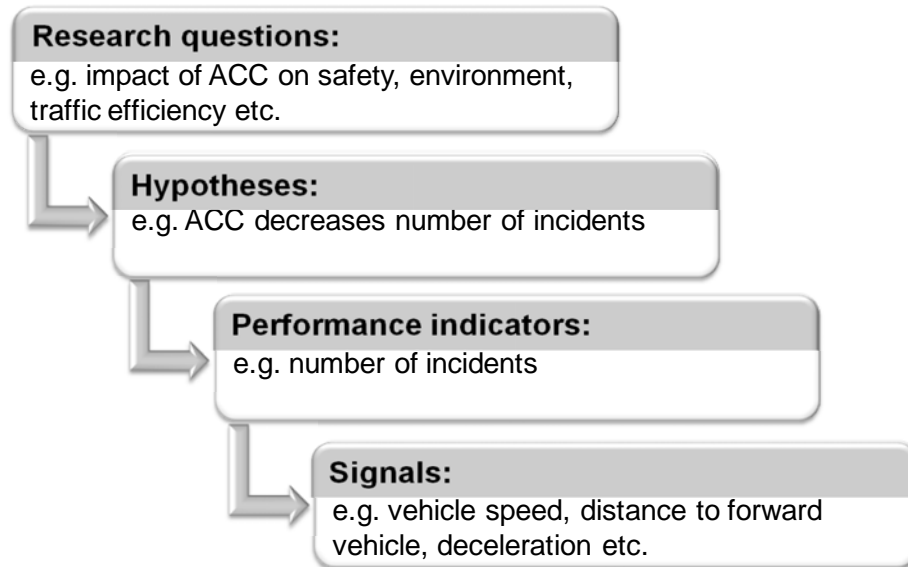 Research questions:
e.g. impact of ACC on safety, environment,
traffic efficiency etc.
Hypotheses:
e.g. ACC decreases number of incidents
Performance indicators:
e.g. number of incidents
Signals:
e.g. vehicle speed, distance to forward
vehicle, deceleration etc.